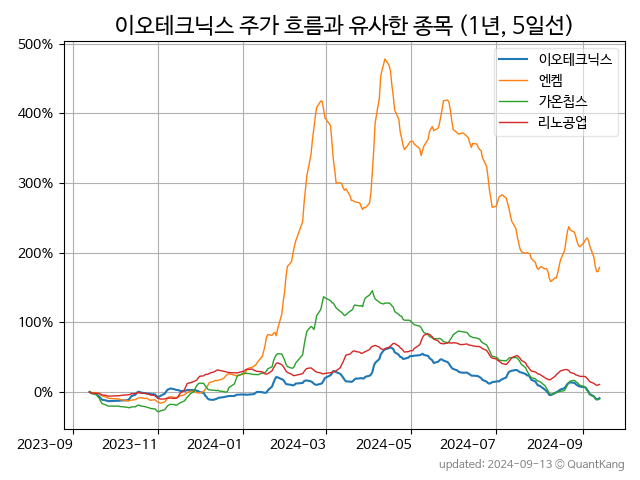 이오테크닉스 주가 흐름과 유사한 종목 (1년, 5일선)
500%
400%
300%
200%
100%
0%
이오테크닉스
엔켐
가온칩스
리노공업
2023-09
2023-11
2024-01
2024-03
2024-05
2024-07
2024-09
updated: 2024-09-13 © QuantKang